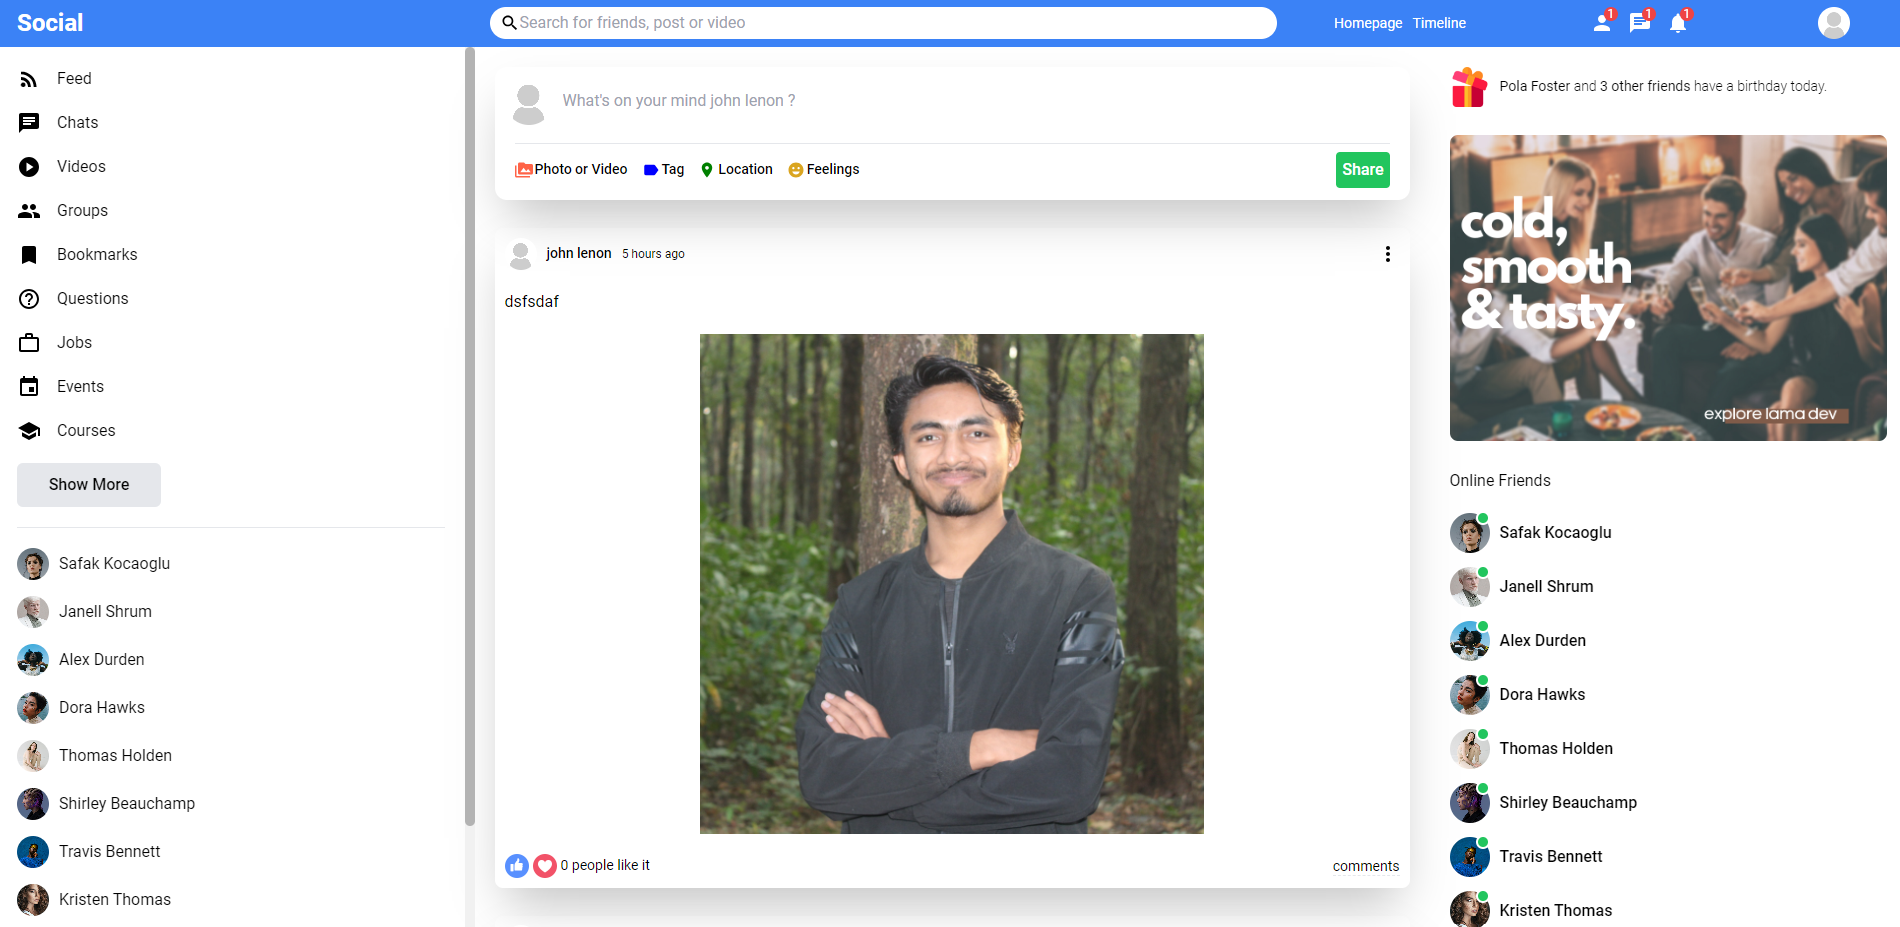 Social
Search for friends, post or video
Homepage Timeline
1 1 1
Feed
Chats
Videos
Groups
Bookmarks
Questions
Jobs
Events
Courses
Show More
Safak Kocaoglu
Janell Shrum
Alex Durden
Dora Hawks
Thomas Holden
Shirley Beauchamp
Travis Bennett
Kristen Thomas
What's on your mind john lenon ?
Photo or Video Tag Location Feelings Share
john lenon 5 hours ago
dsfsdaf
0 people like it comments
Pola Foster and 3 other friends have a birthday today.
cold,
smooth
& tasty.
explore lama dev
Online Friends
Safak Kocaoglu
Janell Shrum
Alex Durden
Dora Hawks
Thomas Holden
Shirley Beauchamp
Travis Bennett
Kristen Thomas